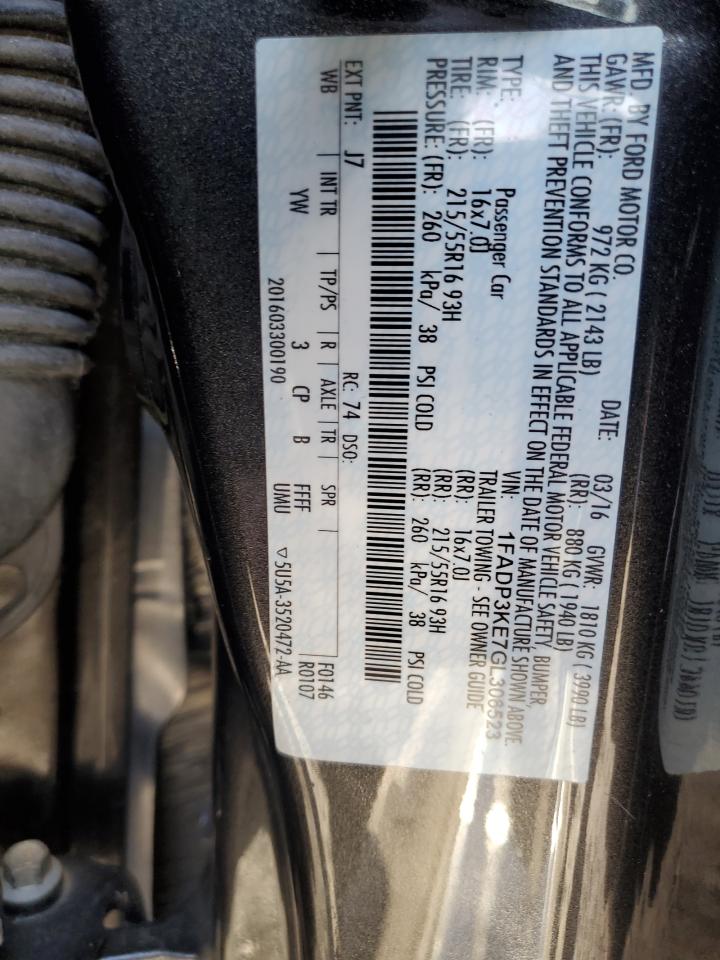 MFD. BY FORD MOTOR CO.
DATE: 03/16 GVWR: 1810 KG ( 3990 LB)
GAWR: (FR): 972 KG ( 2143 LB) (RR): 880 KG ( 1940 LB)
THIS VEHICLE CONFORMS TO ALL APPLICABLE FEDERAL MOTOR VEHICLE SAFETY, BUMPER,
AND THEFT PREVENTION STANDARDS IN EFFECT ON THE DATE OF MANUFACTURE SHOWN ABOVE.
VIN: 1FADP3KE7GL306523
TYPE: Passenger Car TRAILER TOWING - SEE OWNER GUIDE
RIM: (FR): 16x7.0J (RR): 16x7.0J
TIRE: (FR): 215/55R16 93H (RR): 215/55R16 93H
PRESSURE: (FR): 260 kPa/ 38 PSI COLD (RR): 260 kPa/ 38 PSI COLD
EXT PNT: J7 RC: 74 DSO: F0146
WB INT TR TP/PS R AXLE TR SPR R0107
YW 3 CP B FFFF
201603300190 UMU ▽5U5A-3520472-AA